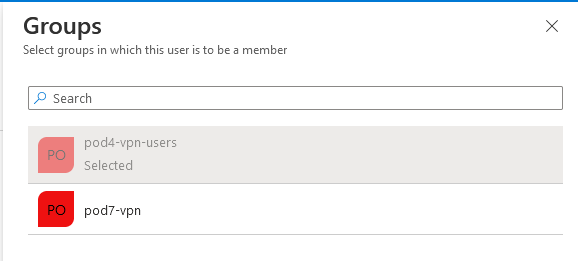 Groups
Select groups in which this user is to be a member
Search
PO
pod4-vpn-users
Selected
PO
pod7-vpn